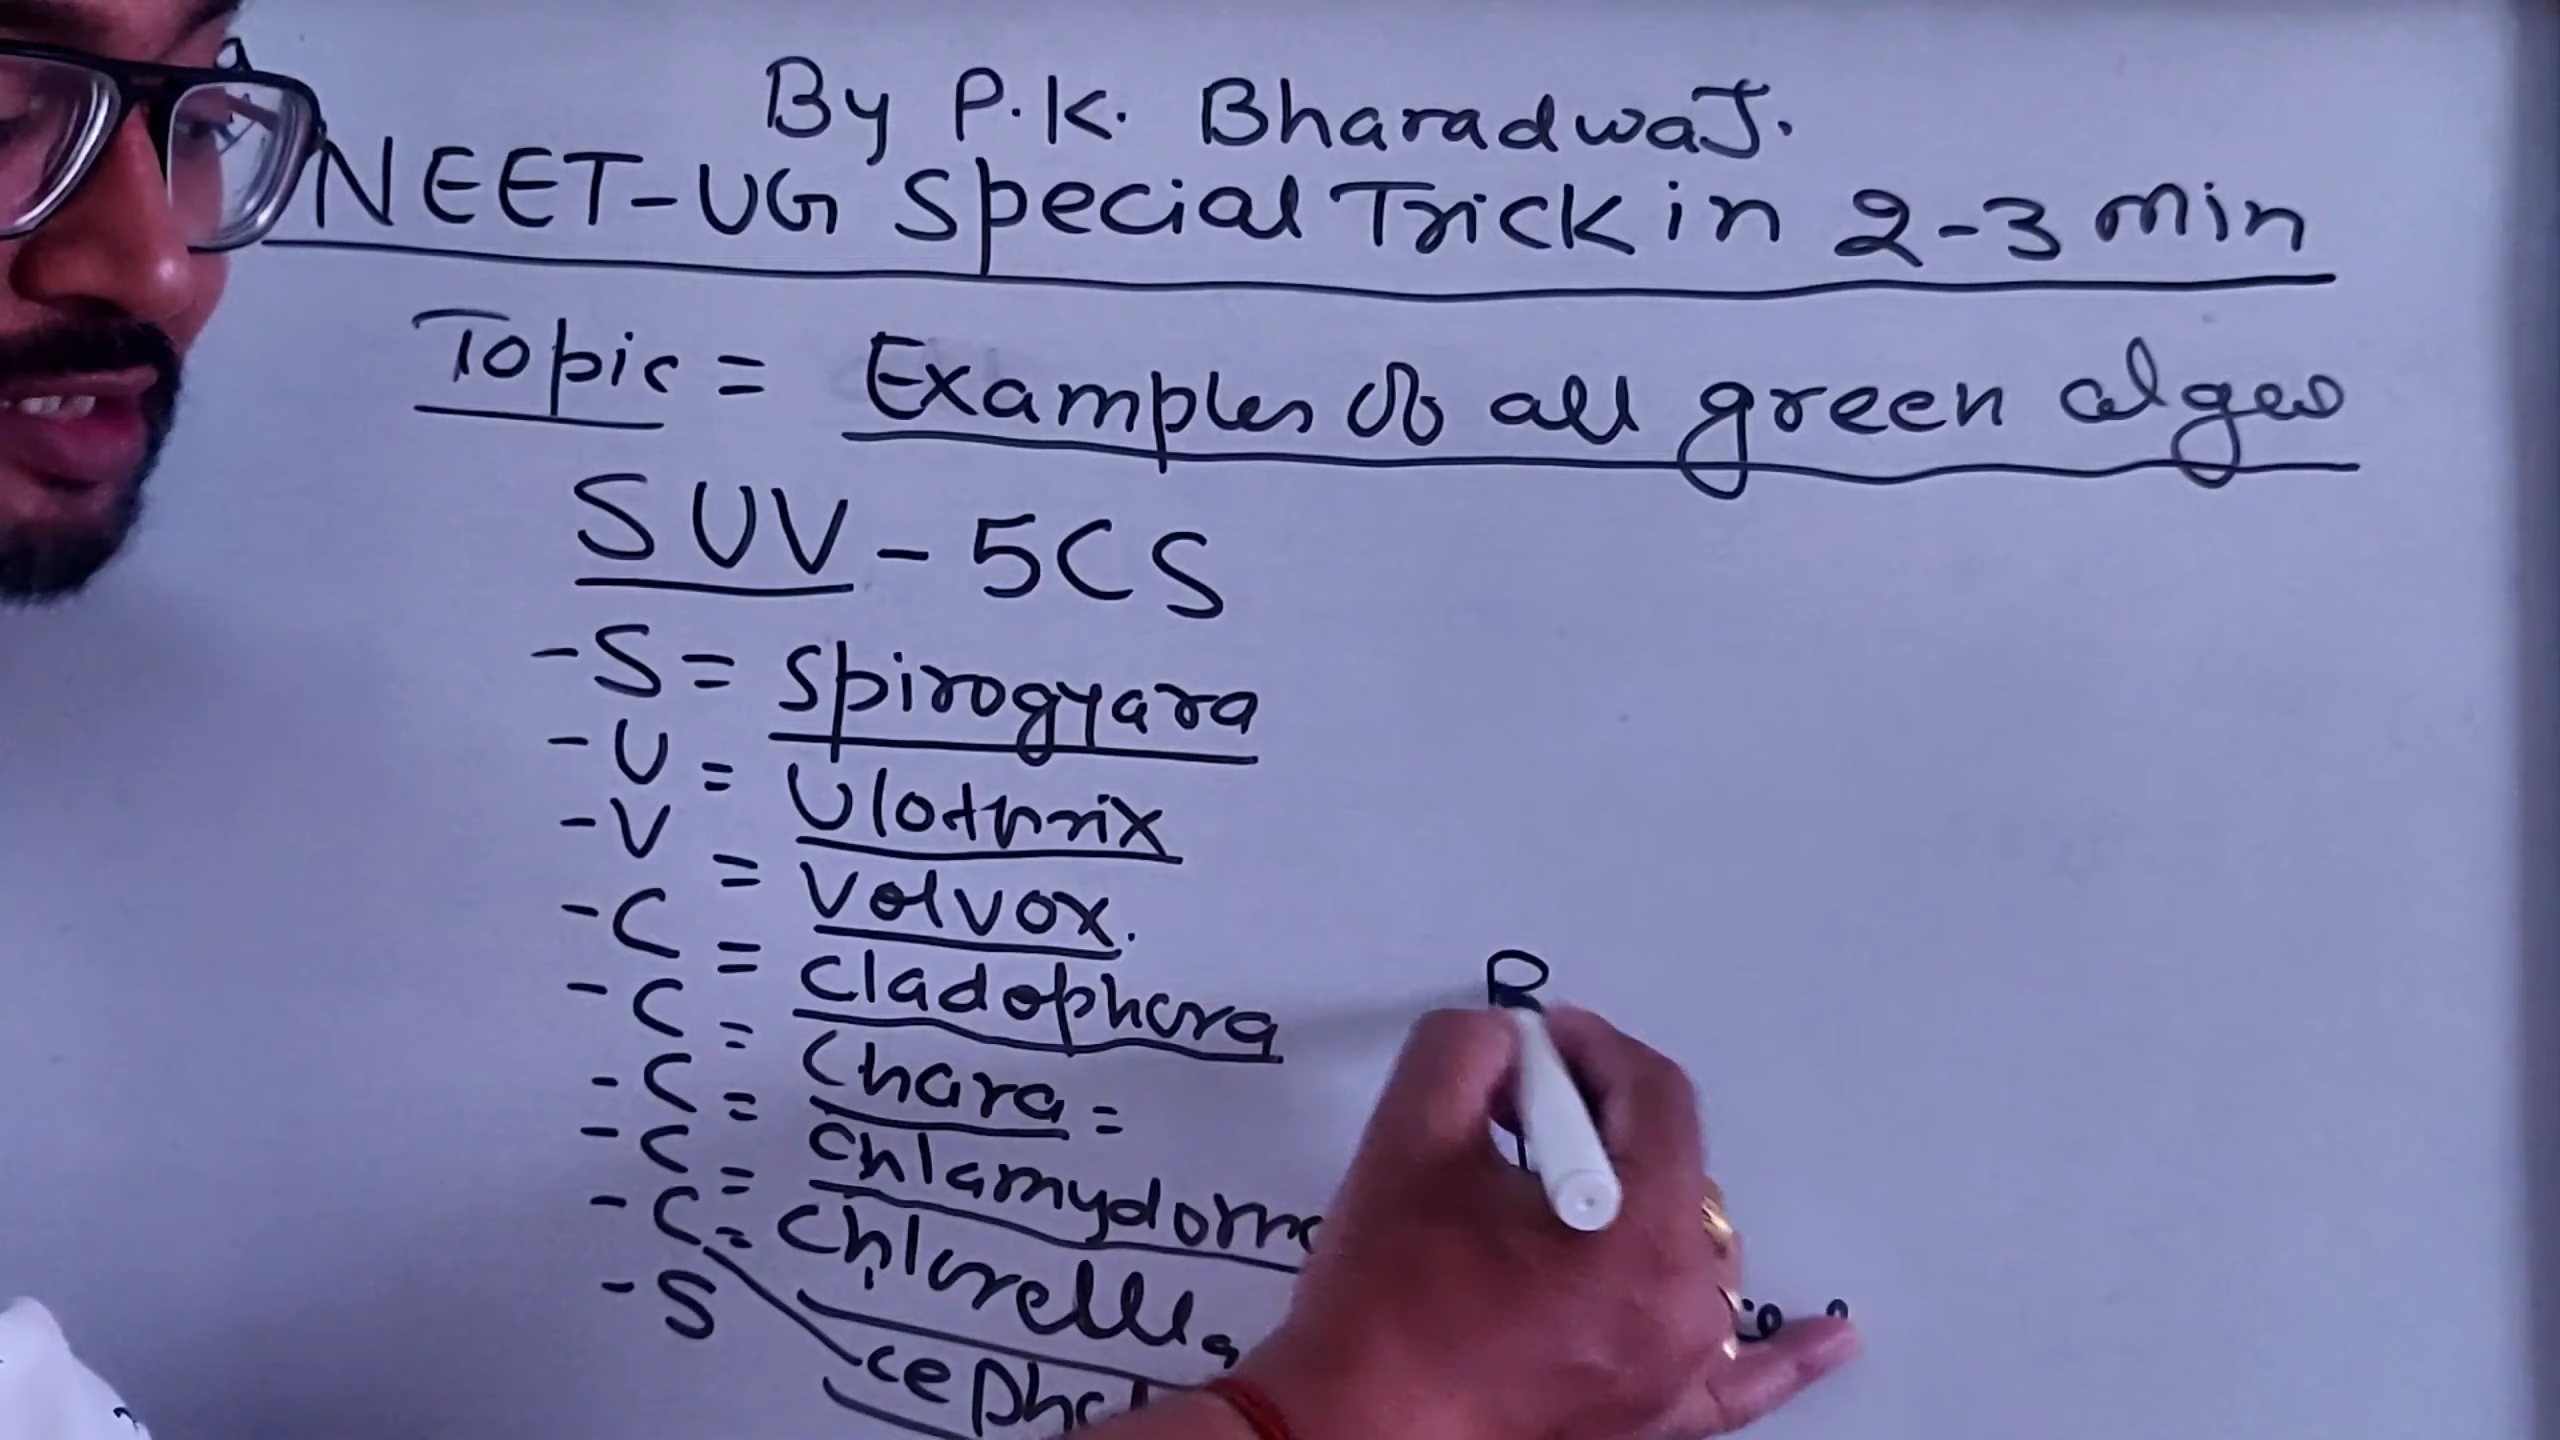 By P.K. BharadwaJ.
NEET-UG Special Trick in 2-3 min
Topic = Examples of all green algae
SUV - 5CS
- S = Spirogyara
- U = Ulothrix
- V = Volvox.
- C = Cladophora
- C = Chara =
- C = Chlamydomo
- C = Chlorella
- S